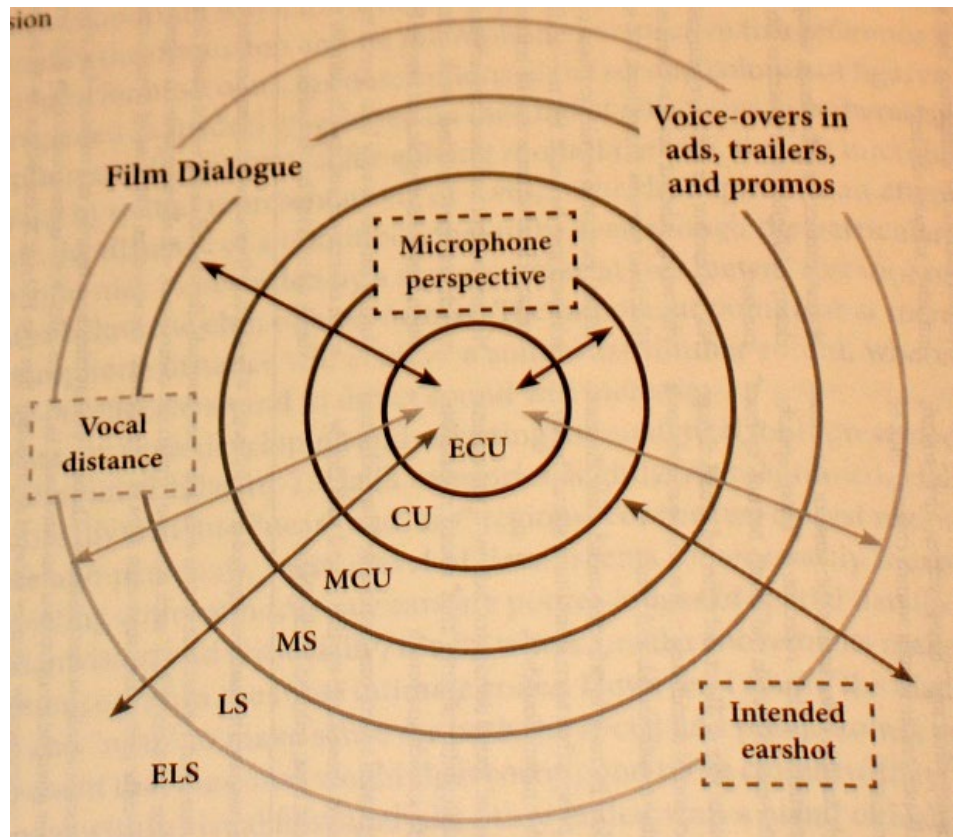 sion
Film Dialogue
Voice-overs in
ads, trailers,
and promos
Microphone
perspective
Vocal
distance
ECU
CU
MCU
MS
LS
ELS
Intended
earshot